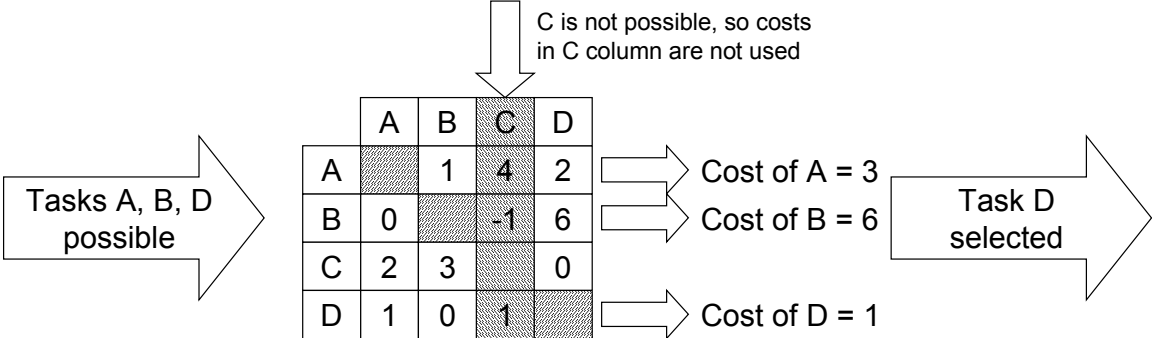 C is not possible, so costs
in C column are not used
A B C D
A 1 4 2
B 0 -1 6
C 2 3 0
D 1 0 1
Tasks A, B, D
possible
Cost of A = 3
Cost of B = 6
Cost of D = 1
Task D
selected